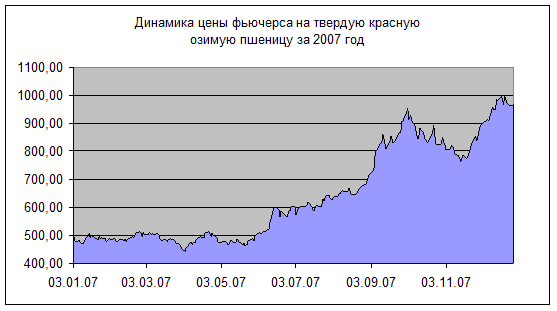 Динамика цены фьючерса на твердую красную
озимую пшеницу за 2007 год
1100,00
1000,00
900,00
800,00
700,00
600,00
500,00
400,00
03.01.07 03.03.07 03.05.07 03.07.07 03.09.07 03.11.07